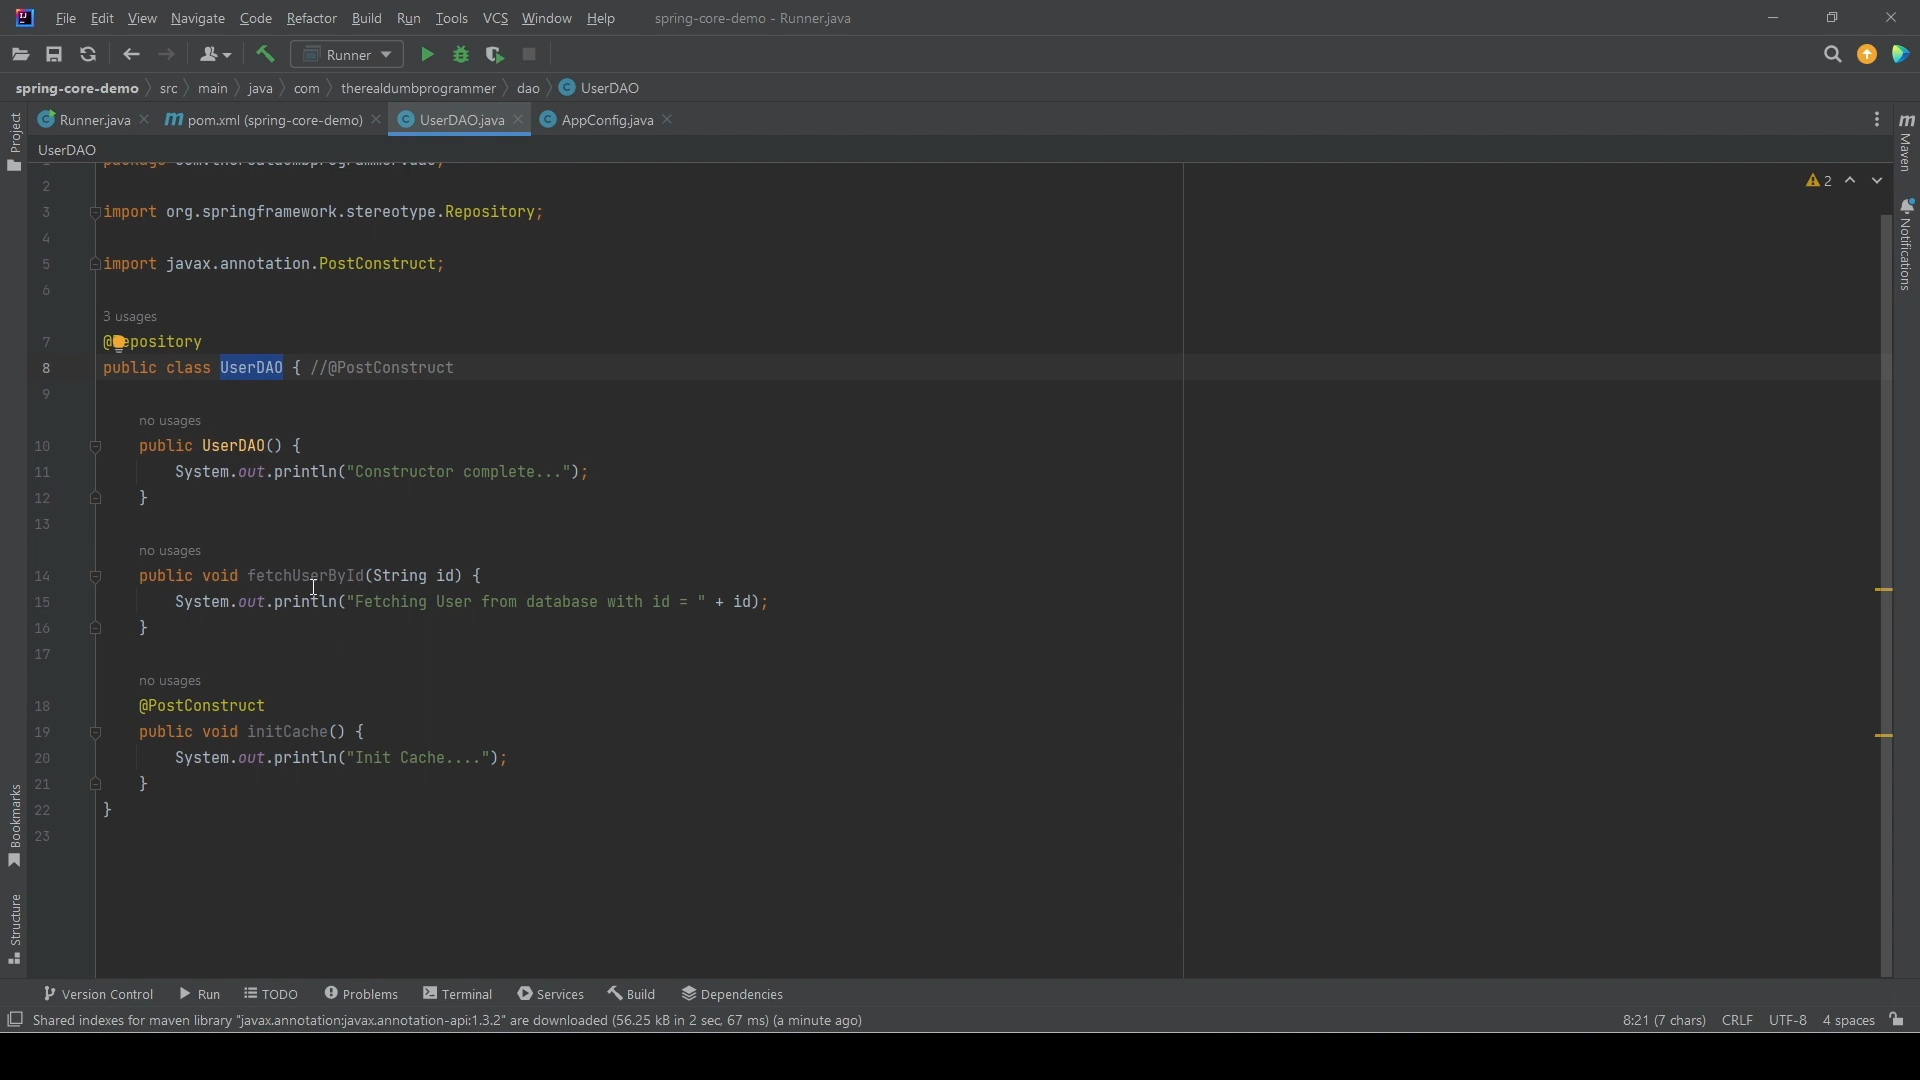 File Edit View Navigate Code Refactor Build Run Tools VCS Window Help spring-core-demo - Runner.java
Runner
spring-core-demo src main java com therealdumbprogrammer dao UserDAO
Runner.java pom.xml (spring-core-demo) UserDAO.java AppConfig.java
UserDAO
2
2
3 import org.springframework.stereotype.Repository;
4
5 import javax.annotation.PostConstruct;
6
3 usages
7 @Repository
8 public class UserDAO { //@PostConstruct
9
no usages
10 public UserDAO() {
11 System.out.println("Constructor complete...");
12 }
13
no usages
14 public void fetchUserById(String id) {
15 System.out.println("Fetching User from database with id = " + id);
16 }
17
no usages
18 @PostConstruct
19 public void initCache() {
20 System.out.println("Init Cache....");
21 }
22 }
23
Project
Bookmarks
Structure
Maven
Notifications
Version Control Run TODO Problems Terminal Services Build Dependencies
Shared indexes for maven library "javax.annotation:javax.annotation-api:1.3.2" are downloaded (56.25 kB in 2 sec, 67 ms) (a minute ago) 8:21 (7 chars) CRLF UTF-8 4 spaces